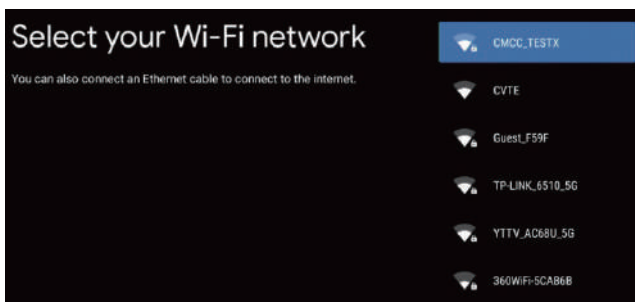 Select your Wi-Fi network
You can also connect an Ethernet cable to connect to the internet.
CMCC_TESTX
CVTE
Guest_F59F
TP-LINK_6510_5G
YTTV_AC68U_5G
360WiFi-5CAB6B